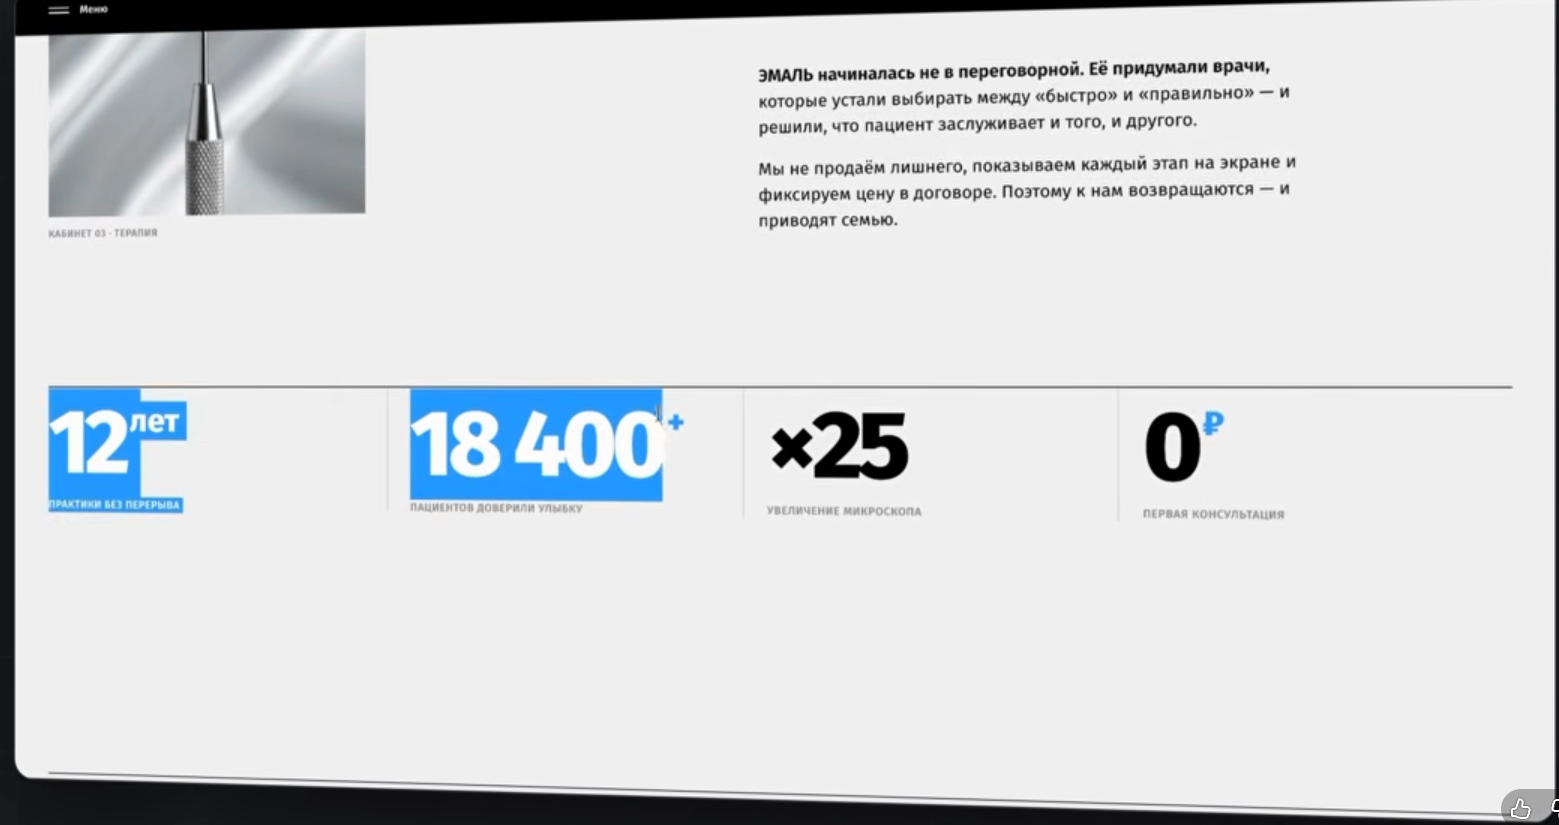 Меню
ЭМАЛЬ начиналась не в переговорной. Её придумали врачи,
которые устали выбирать между «быстро» и «правильно» — и
решили, что пациент заслуживает и того, и другого.
Мы не продаём лишнего, показываем каждый этап на экране и
фиксируем цену в договоре. Поэтому к нам возвращаются — и
приводят семью.
КАБИНЕТ 03 · ТЕРАПИЯ
12 лет
ПРАКТИКИ БЕЗ ПЕРЕРЫВА
18 400+
ПАЦИЕНТОВ ДОВЕРИЛИ УЛЫБКУ
×25
УВЕЛИЧЕНИЕ МИКРОСКОПА
0₽
ПЕРВАЯ КОНСУЛЬТАЦИЯ